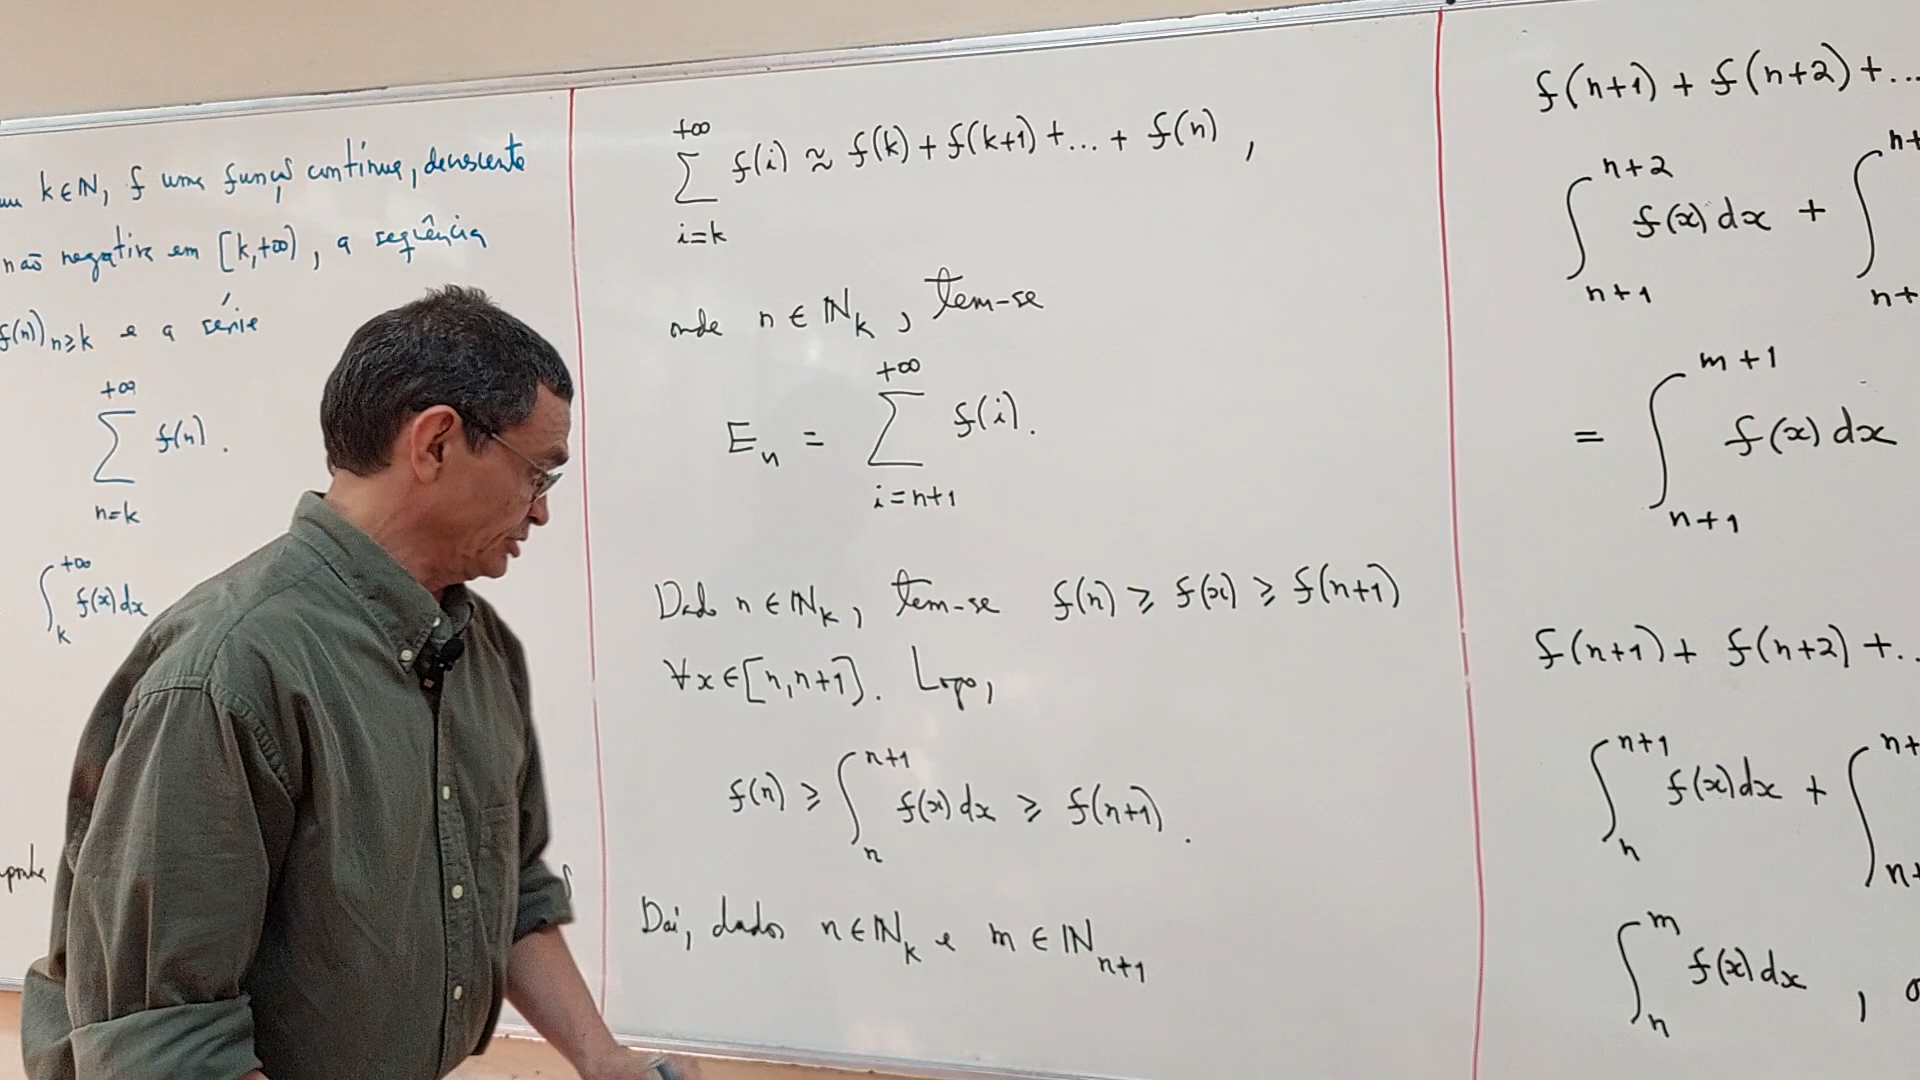 k ∈ ℕ, f uma função contínua, decrescente
não negativa em [k,+∞), a seqüência
f(n))ₙ≥ₖ e a série
+∞
∑ f(n).
n=k
+∞
∫ f(x)dx
k
+∞
∑ f(i) ≈ f(k) + f(k+1) + ... + f(n) ,
i=k
onde n ∈ ℕₖ , tem-se
+∞
Eₙ = ∑ f(i).
i=n+1
Dado n ∈ ℕₖ, tem-se f(n) ≥ f(x) ≥ f(n+1)
∀x∈[n,n+1]. Logo,
n+1
f(n) ≥ ∫ f(x)dx ≥ f(n+1) .
n
Daí, dados n ∈ ℕₖ e m ∈ ℕₙ₊₁
f(n+1) + f(n+2) + ...
n+2 n+
∫ f(x)dx + ∫
n+1 n+
m+1
= ∫ f(x)dx
n+1
f(n+1) + f(n+2) + ..
n+1 n+
∫ f(x)dx + ∫
n n+
m
∫ f(x)dx ,
n